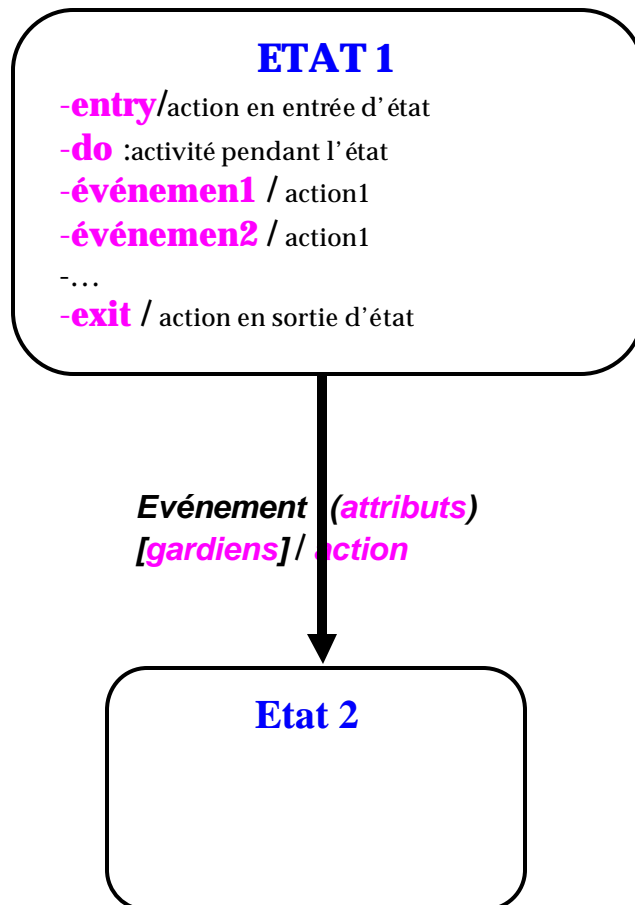 ETAT 1
-entry/action en entrée d'état
-do :activité pendant l'état
-événemen1 / action1
-événemen2 / action1
-...
-exit / action en sortie d'état
Evénement (attributs)
[gardiens] / action
Etat 2